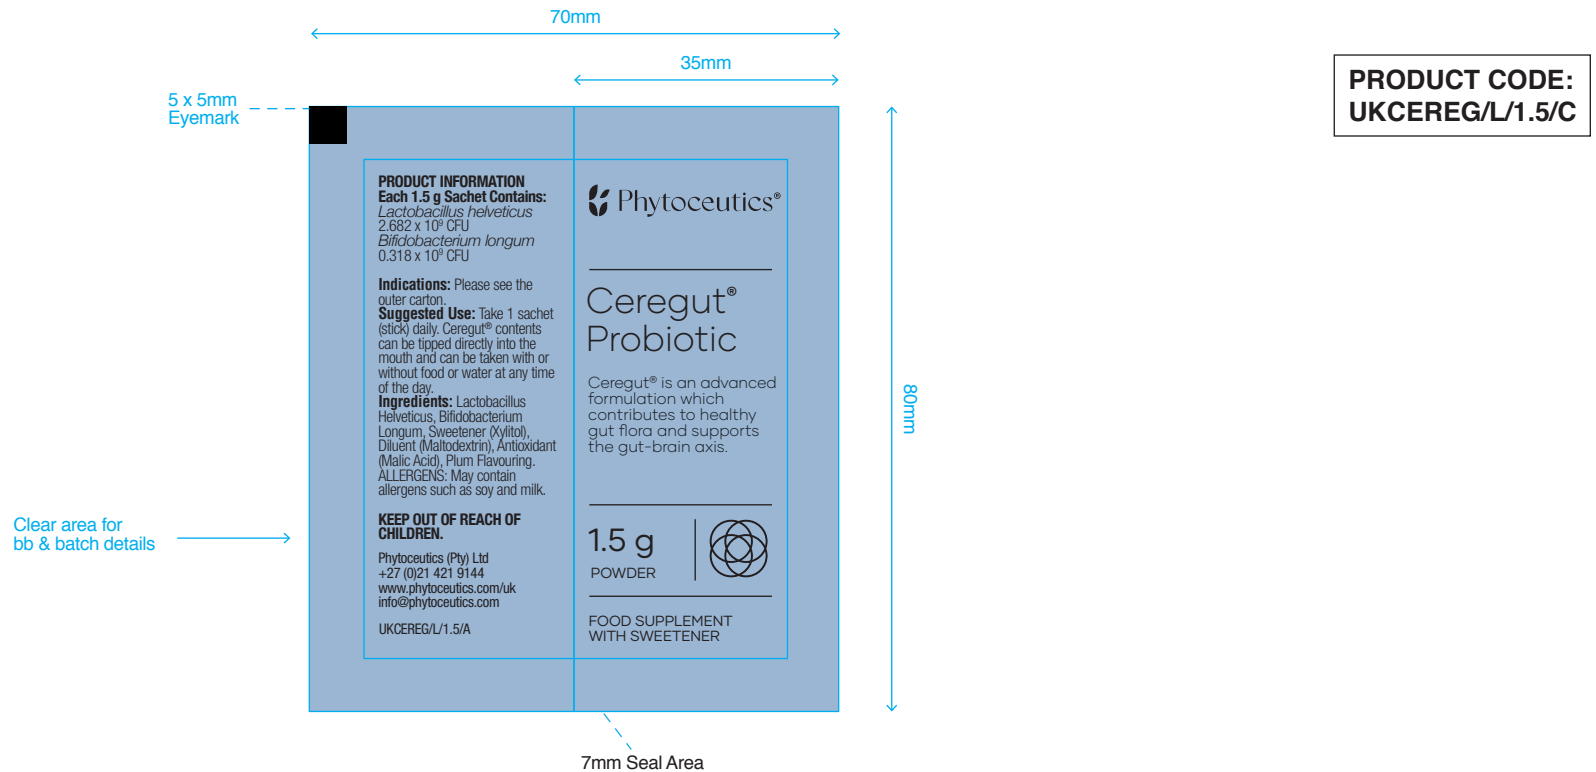 70mm
35mm
PRODUCT CODE:
UKCEREG/L/1.5/C
5 x 5mm
Eyemark
PRODUCT INFORMATION
Each 1.5 g Sachet Contains:
Lactobacillus helveticus
2.682 x 10⁹ CFU
Bifidobacterium longum
0.318 x 10⁹ CFU
Indications: Please see the
outer carton.
Suggested Use: Take 1 sachet
(stick) daily. Ceregut® contents
can be tipped directly into the
mouth and can be taken with or
without food or water at any time
of the day.
Ingredients: Lactobacillus
Helveticus, Bifidobacterium
Longum, Sweetener (Xylitol),
Diluent (Maltodextrin), Antioxidant
(Malic Acid), Plum Flavouring.
ALLERGENS: May contain
allergens such as soy and milk.
KEEP OUT OF REACH OF
CHILDREN.
Phytoceutics (Pty) Ltd
+27 (0)21 421 9144
www.phytoceutics.com/uk
info@phytoceutics.com
UKCEREG/L/1.5/A
Phytoceutics®
Ceregut®
Probiotic
Ceregut® is an advanced
formulation which
contributes to healthy
gut flora and supports
the gut-brain axis.
1.5 g
POWDER
FOOD SUPPLEMENT
WITH SWEETENER
80mm
Clear area for
bb & batch details
7mm Seal Area